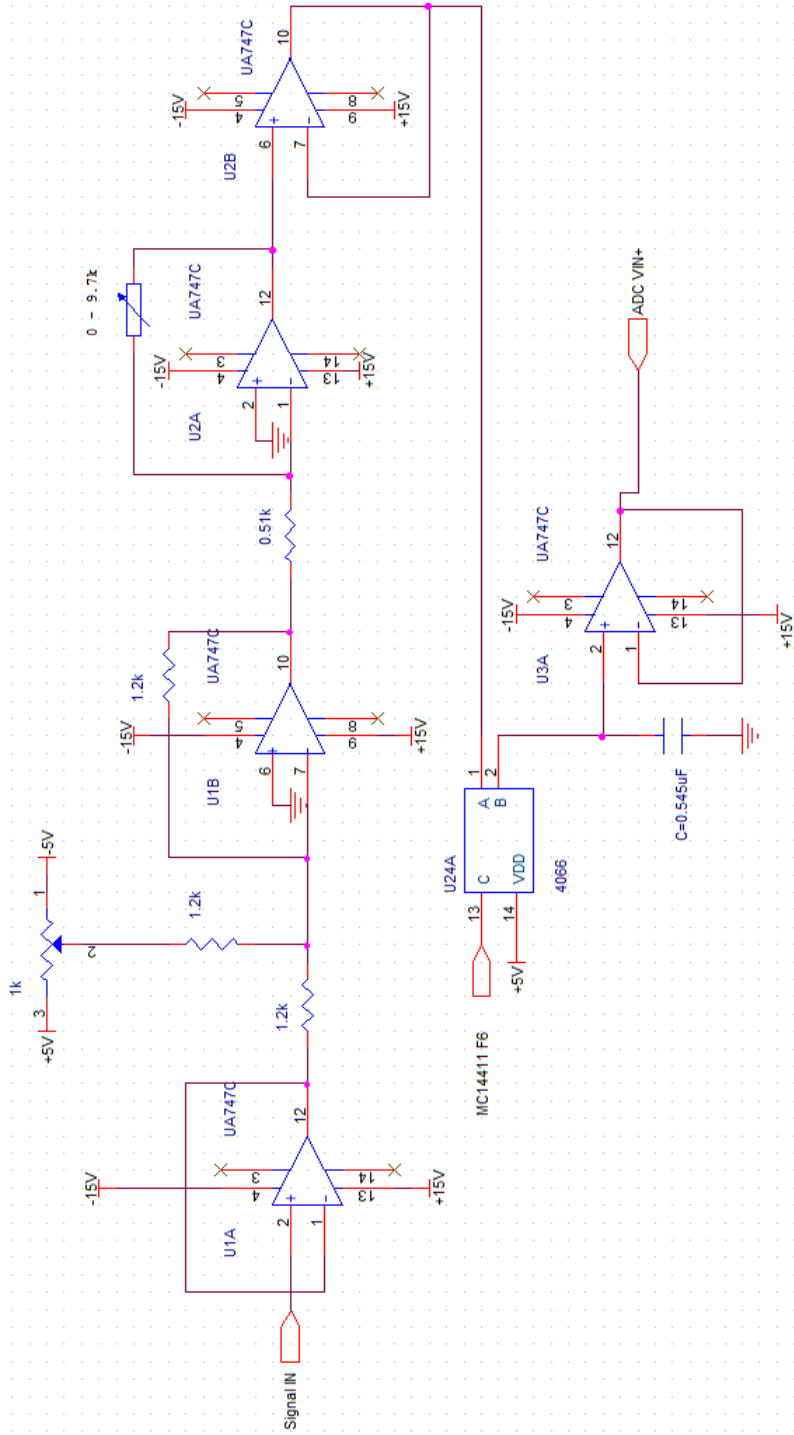 -15V
UA747C
10
5
4
+
6
-
7
8
9
+15V
U2B
0 - 9.7k
UA747C
12
-15V
3
4
+
2
-
1
14
13
+15V
U2A
0.51k
1.2k
UA747C
10
-15V
5
4
+
6
7
8
9
+15V
U1B
-5V
1
1k
2
3
+5V
1.2k
1.2k
UA747C
12
-15V
3
4
+
2
-
1
14
13
+15V
U1A
Signal IN
ADC VIN+
UA747C
12
-15V
3
4
+
2
-
1
14
13
+15V
U3A
C=0.545uF
U24A
1
2
A
B
C
VDD
13
14
4066
+5V
MC14411 F6